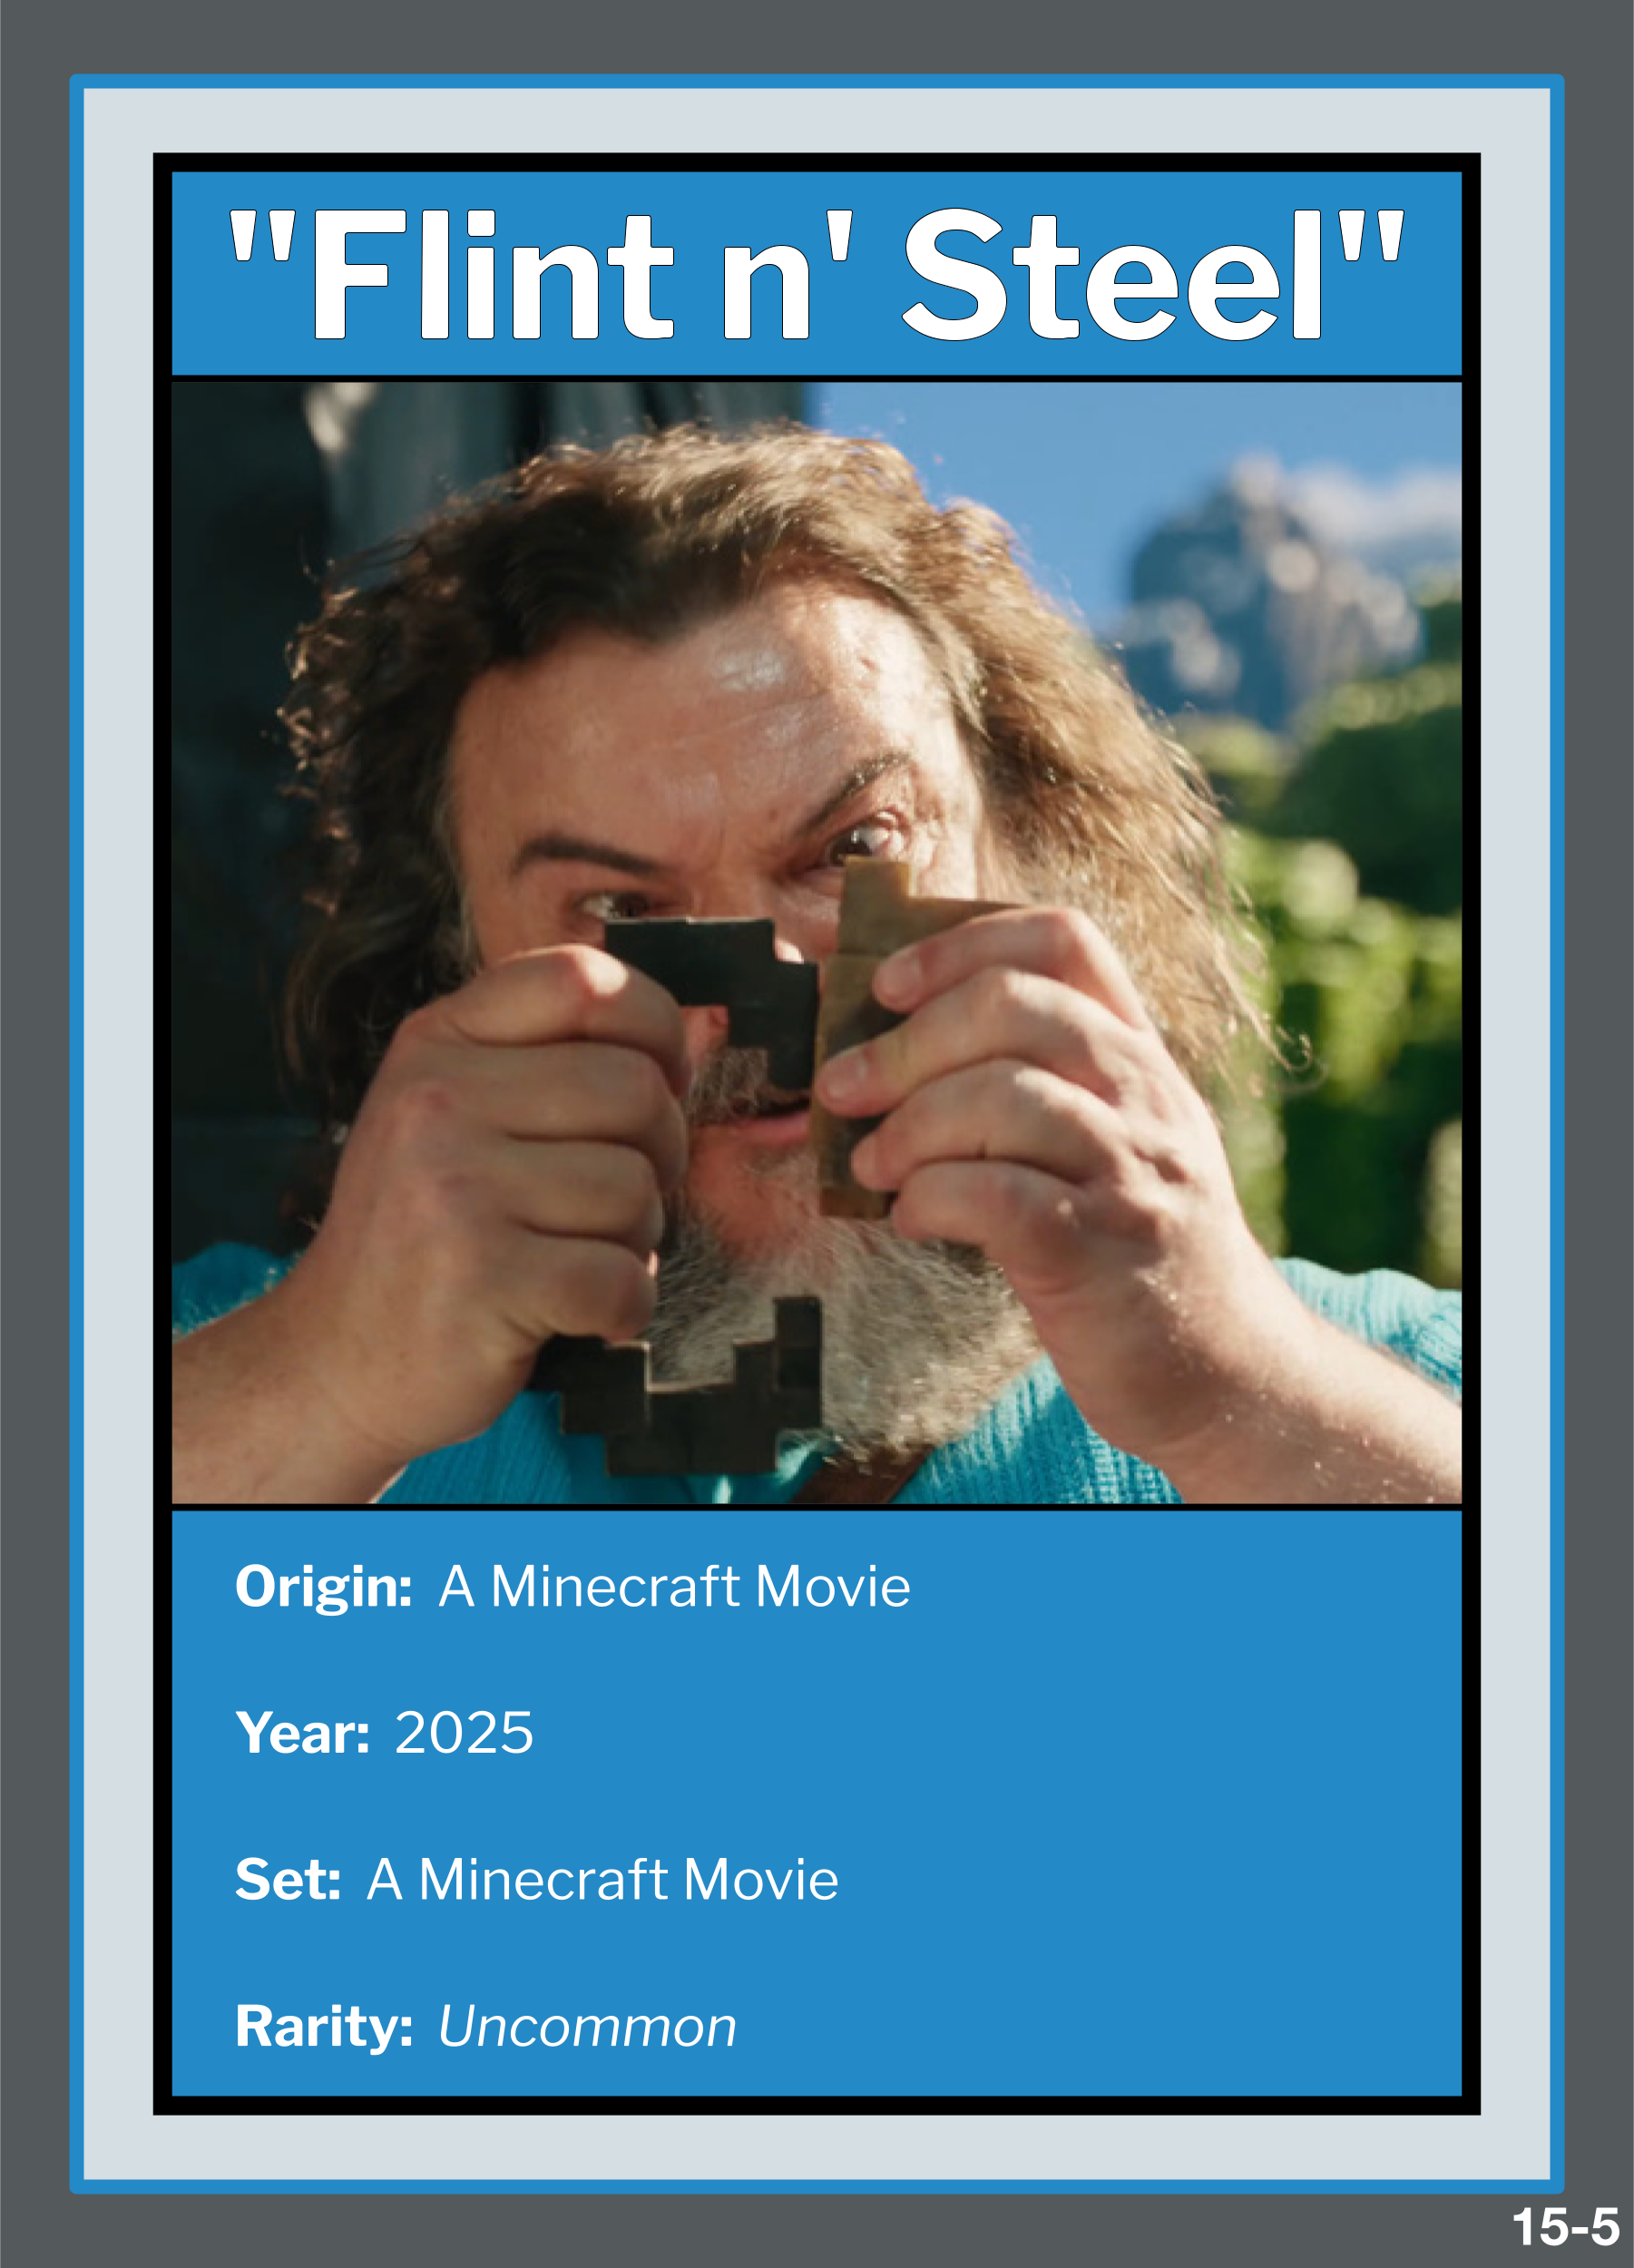 "Flint n' Steel"
Origin: A Minecraft Movie
Year: 2025
Set: A Minecraft Movie
Rarity: Uncommon
15-5